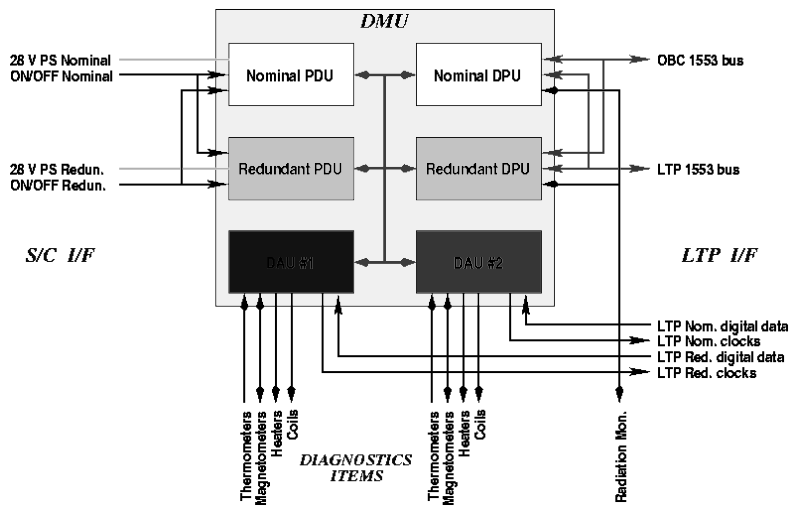 DMU
28 V PS Nominal
ON/OFF Nominal
Nominal PDU
Nominal DPU
OBC 1553 bus
28 V PS Redun.
ON/OFF Redun.
Redundant PDU
Redundant DPU
LTP 1553 bus
S/C I/F
DAU #1
DAU #2
LTP I/F
LTP Nom. digital data
LTP Nom. clocks
LTP Red. digital data
LTP Red. clocks
Thermometers
Magnetometers
Heaters
Coils
DIAGNOSTICS
ITEMS
Thermometers
Magnetometers
Heaters
Coils
Radiation Mon.